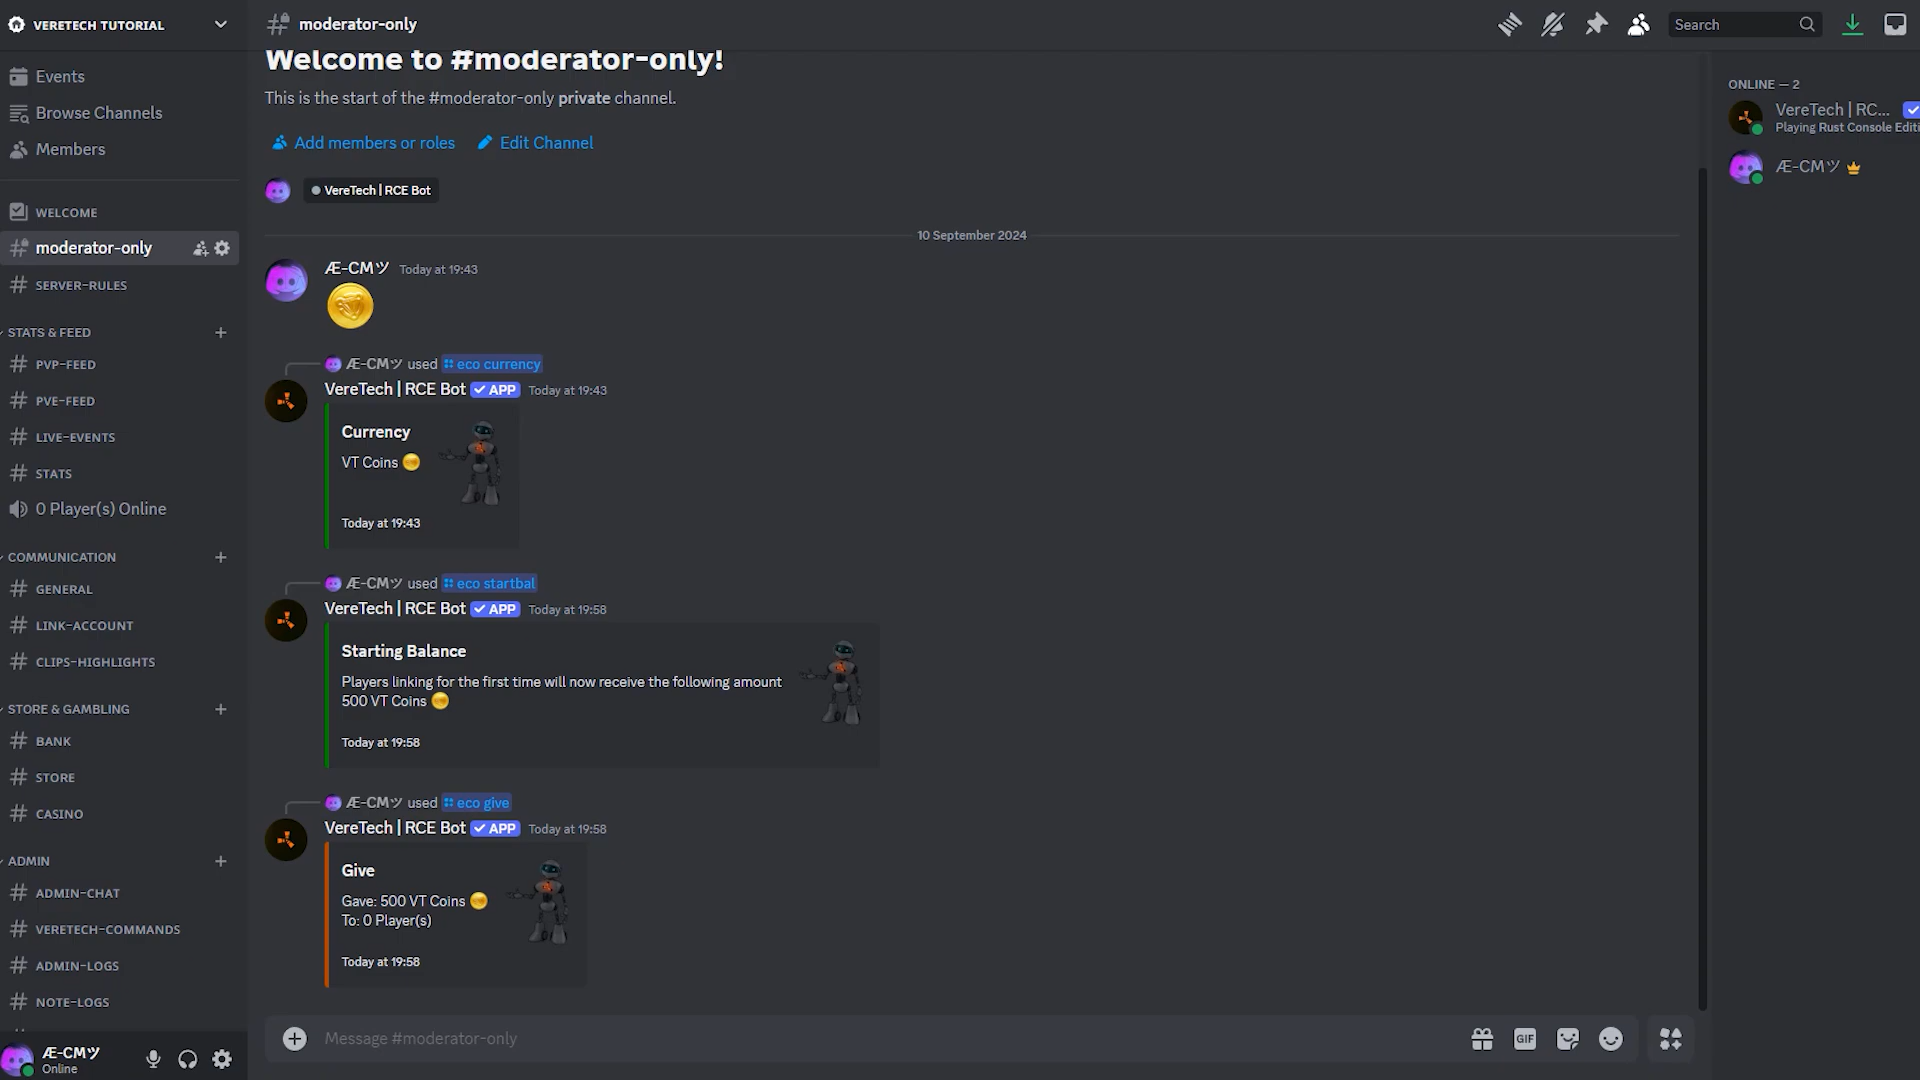 VERETECH TUTORIAL
Events
Browse Channels
Members
WELCOME
moderator-only
SERVER-RULES
STATS & FEED
PVP-FEED
PVE-FEED
LIVE-EVENTS
STATS
0 Player(s) Online
COMMUNICATION
GENERAL
LINK-ACCOUNT
CLIPS-HIGHLIGHTS
STORE & GAMBLING
BANK
STORE
CASINO
ADMIN
ADMIN-CHAT
VERETECH-COMMANDS
ADMIN-LOGS
NOTE-LOGS
Æ-CMツ
Online
moderator-only
Search
Welcome to #moderator-only!
This is the start of the #moderator-only private channel.
Add members or roles Edit Channel
VereTech | RCE Bot
10 September 2024
Æ-CMツ Today at 19:43
Æ-CMツ used eco currency
VereTech | RCE Bot APP Today at 19:43
Currency
VT Coins
Today at 19:43
Æ-CMツ used eco startbal
VereTech | RCE Bot APP Today at 19:58
Starting Balance
Players linking for the first time will now receive the following amount
500 VT Coins
Today at 19:58
Æ-CMツ used eco give
VereTech | RCE Bot APP Today at 19:58
Give
Gave: 500 VT Coins
To: 0 Player(s)
Today at 19:58
Message #moderator-only
GIF
ONLINE — 2
VereTech | RC...
Playing Rust Console Editi
Æ-CMツ